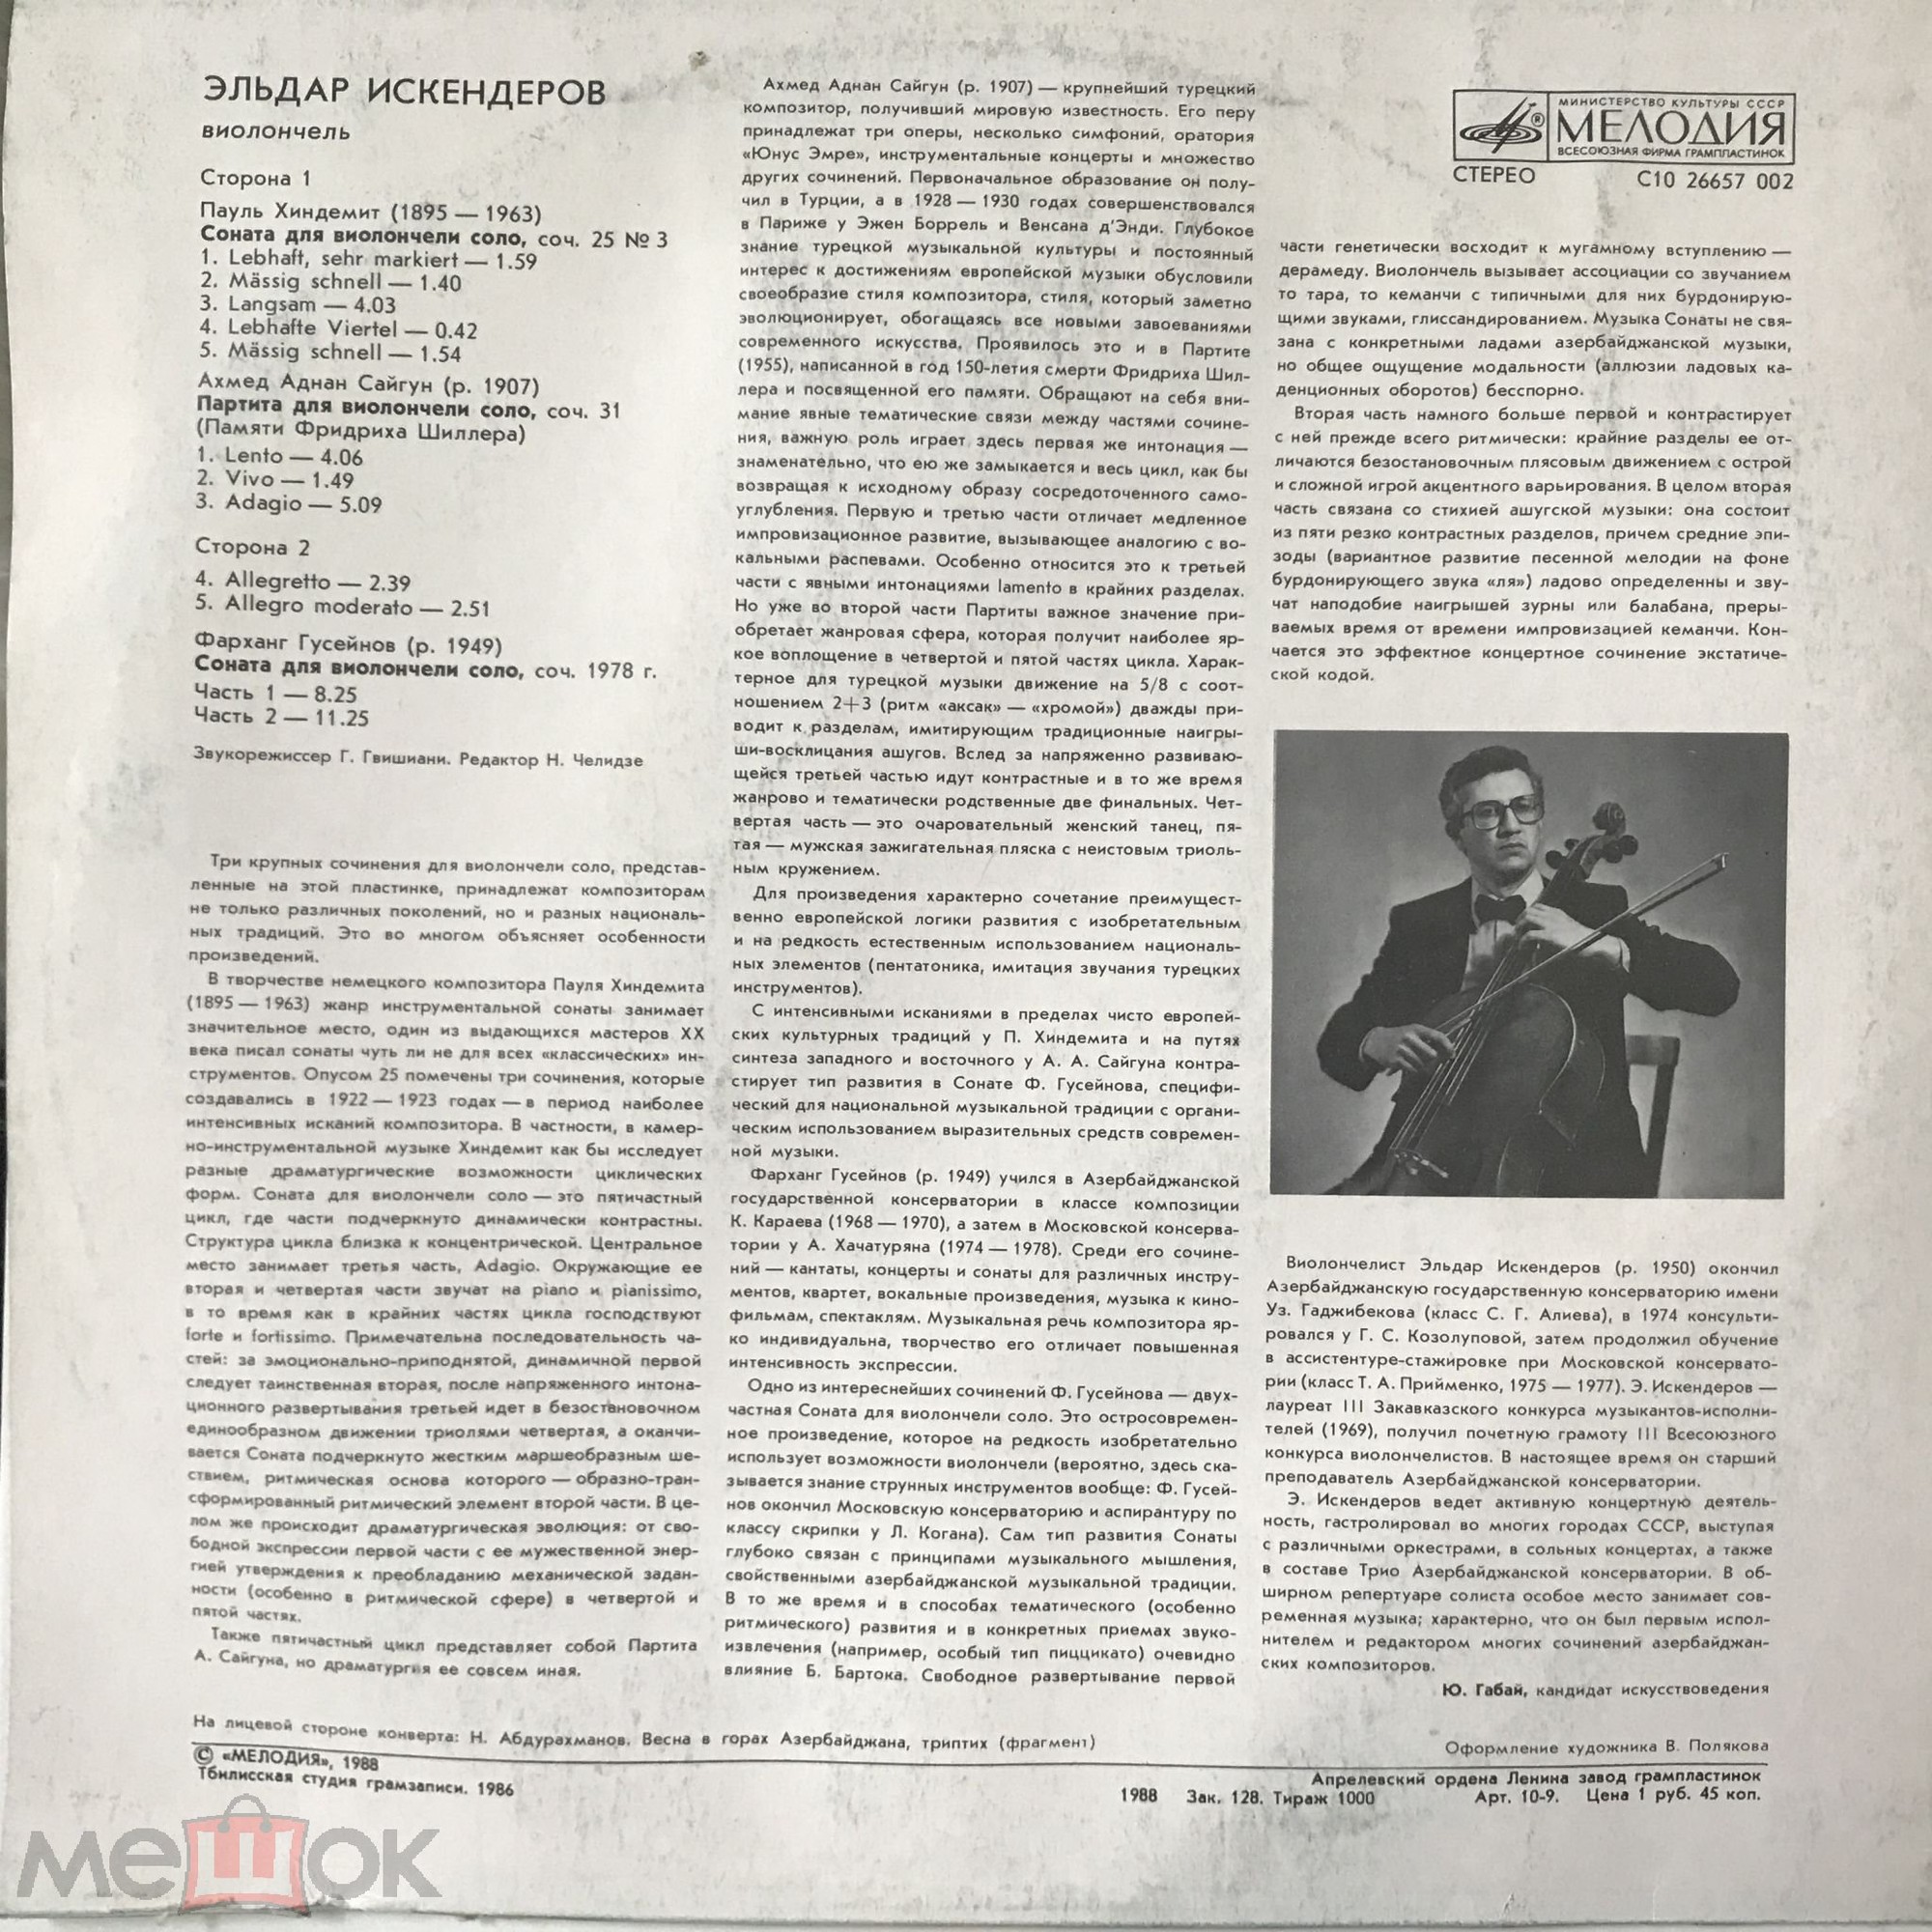 ЭЛЬДАР ИСКЕНДЕРОВ
виолончель
Сторона 1
Пауль Хиндемит (1895 — 1963)
Соната для виолончели соло, соч. 25 № 3
1. Lebhaft, sehr markiert — 1.59
2. Mässig schnell — 1.40
3. Langsam — 4.03
4. Lebhafte Viertel — 0.42
5. Mässig schnell — 1.54
Ахмед Аднан Сайгун (р. 1907)
Партита для виолончели соло, соч. 31
(Памяти Фридриха Шиллера)
1. Lento — 4.06
2. Vivo — 1.49
3. Adagio — 5.09
Сторона 2
4. Allegretto — 2.39
5. Allegro moderato — 2.51
Фарханг Гусейнов (р. 1949)
Соната для виолончели соло, соч. 1978 г.
Часть 1 — 8.25
Часть 2 — 11.25
Звукорежиссер Г. Гвишиани. Редактор Н. Челидзе
Три крупных сочинения для виолончели соло, представ-
ленные на этой пластинке, принадлежат композиторам
не только различных поколений, но и разных националь-
ных традиций. Это во многом объясняет особенности
произведений.
В творчестве немецкого композитора Пауля Хиндемита
(1895 — 1963) жанр инструментальной сонаты занимает
значительное место, один из выдающихся мастеров XX
века писал сонаты чуть ли не для всех «классических» ин-
струментов. Опусом 25 помечены три сочинения, которые
создавались в 1922 — 1923 годах — в период наиболее
интенсивных исканий композитора. В частности, в камер-
но-инструментальной музыке Хиндемит как бы исследует
разные драматургические возможности циклических
форм. Соната для виолончели соло — это пятичастный
цикл, где части подчеркнуто динамически контрастны.
Структура цикла близка к концентрической. Центральное
место занимает третья часть, Adagio. Окружающие ее
вторая и четвертая части звучат на piano и pianissimo,
в то время как в крайних частях цикла господствуют
forte и fortissimo. Примечательна последовательность ча-
стей: за эмоционально-приподнятой, динамичной первой
следует таинственная вторая, после напряженного интона-
ционного развертывания третьей идет в безостановочном
единообразном движении триолями четвертая, а оканчи-
вается Соната подчеркнуто жестким маршеобразным ше-
ствием, ритмическая основа которого — образно-тран-
сформированный ритмический элемент второй части. В це-
лом же происходит драматургическая эволюция: от сво-
бодной экспрессии первой части с ее мужественной энер-
гией утверждения к преобладанию механической задан-
ности (особенно в ритмической сфере) в четвертой и
пятой частях.
Также пятичастный цикл представляет собой Партита
А. Сайгуна, но драматургия ее совсем иная.
Ахмед Аднан Сайгун (р. 1907) — крупнейший турецкий
композитор, получивший мировую известность. Его перу
принадлежат три оперы, несколько симфоний, оратория
«Юнус Эмре», инструментальные концерты и множество
других сочинений. Первоначальное образование он полу-
чил в Турции, а в 1928 — 1930 годах совершенствовался
в Париже у Эжен Боррель и Венсана д'Энди. Глубокое
знание турецкой музыкальной культуры и постоянный
интерес к достижениям европейской музыки обусловили
своеобразие стиля композитора, стиля, который заметно
эволюционирует, обогащаясь все новыми завоеваниями
современного искусства. Проявилось это и в Партите
(1955), написанной в год 150-летия смерти Фридриха Шил-
лера и посвященной его памяти. Обращают на себя вни-
мание явные тематические связи между частями сочине-
ния, важную роль играет здесь первая же интонация —
знаменательно, что ею же замыкается и весь цикл, как бы
возвращая к исходному образу сосредоточенного само-
углубления. Первую и третью части отличает медленное
импровизационное развитие, вызывающее аналогию с во-
кальными распевами. Особенно относится это к третьей
части с явными интонациями lamento в крайних разделах.
Но уже во второй части Партиты важное значение при-
обретает жанровая сфера, которая получит наиболее яр-
кое воплощение в четвертой и пятой частях цикла. Харак-
терное для турецкой музыки движение на 5/8 с соот-
ношением 2+3 (ритм «аксак» — «хромой») дважды при-
водит к разделам, имитирующим традиционные наигры-
ши-восклицания ашугов. Вслед за напряженно развиваю-
щейся третьей частью идут контрастные и в то же время
жанрово и тематически родственные две финальных. Чет-
вертая часть — это очаровательный женский танец, пя-
тая — мужская зажигательная пляска с неистовым триоль-
ным кружением.
Для произведения характерно сочетание преимущест-
венно европейской логики развития с изобретательным
и на редкость естественным использованием националь-
ных элементов (пентатоника, имитация звучания турецких
инструментов).
С интенсивными исканиями в пределах чисто европей-
ских культурных традиций у П. Хиндемита и на путях
синтеза западного и восточного у А. А. Сайгуна контра-
стирует тип развития в Сонате Ф. Гусейнова, специфи-
ческий для национальной музыкальной традиции с органи-
ческим использованием выразительных средств современ-
ной музыки.
Фарханг Гусейнов (р. 1949) учился в Азербайджанской
государственной консерватории в классе композиции
К. Караева (1968 — 1970), а затем в Московской консерва-
тории у А. Хачатуряна (1974 — 1978). Среди его сочине-
ний — кантаты, концерты и сонаты для различных инстру-
ментов, квартет, вокальные произведения, музыка к кино-
фильмам, спектаклям. Музыкальная речь композитора яр-
ко индивидуальна, творчество его отличает повышенная
интенсивность экспрессии.
Одно из интереснейших сочинений Ф. Гусейнова — двух-
частная Соната для виолончели соло. Это остросовремен-
ное произведение, которое на редкость изобретательно
использует возможности виолончели (вероятно, здесь ска-
зывается знание струнных инструментов вообще: Ф. Гусей-
нов окончил Московскую консерваторию и аспирантуру по
классу скрипки у Л. Когана). Сам тип развития Сонаты
глубоко связан с принципами музыкального мышления,
свойственными азербайджанской музыкальной традиции.
В то же время и в способах тематического (особенно
ритмического) развития и в конкретных приемах звуко-
извлечения (например, особый тип пиццикато) очевидно
влияние Б. Бартока. Свободное развертывание первой
МИНИСТЕРСТВО КУЛЬТУРЫ СССР
МЕЛОДИЯ
ВСЕСОЮЗНАЯ ФИРМА ГРАМПЛАСТИНОК
СТЕРЕО С10 26657 002
части генетически восходит к мугамному вступлению —
дерамеду. Виолончель вызывает ассоциации со звучанием
то тара, то кеманчи с типичными для них бурдонирую-
щими звуками, глиссандированием. Музыка Сонаты не свя-
зана с конкретными ладами азербайджанской музыки,
но общее ощущение модальности (аллюзии ладовых ка-
денционных оборотов) бесспорно.
Вторая часть намного больше первой и контрастирует
с ней прежде всего ритмически: крайние разделы ее от-
личаются безостановочным плясовым движением с острой
и сложной игрой акцентного варьирования. В целом вторая
часть связана со стихией ашугской музыки: она состоит
из пяти резко контрастных разделов, причем средние эпи-
зоды (вариантное развитие песенной мелодии на фоне
бурдонирующего звука «ля») ладово определенны и зву-
чат наподобие наигрышей зурны или балабана, преры-
ваемых время от времени импровизацией кеманчи. Кон-
чается это эффектное концертное сочинение экстатиче-
ской кодой.
Виолончелист Эльдар Искендеров (р. 1950) окончил
Азербайджанскую государственную консерваторию имени
Уз. Гаджибекова (класс С. Г. Алиева), в 1974 консульти-
ровался у Г. С. Козолуповой, затем продолжил обучение
в ассистентуре-стажировке при Московской консервато-
рии (класс Т. А. Прийменко, 1975 — 1977). Э. Искендеров —
лауреат III Закавказского конкурса музыкантов-исполни-
телей (1969), получил почетную грамоту III Всесоюзного
конкурса виолончелистов. В настоящее время он старший
преподаватель Азербайджанской консерватории.
Э. Искендеров ведет активную концертную деятель-
ность, гастролировал во многих городах СССР, выступая
с различными оркестрами, в сольных концертах, а также
в составе Трио Азербайджанской консерватории. В об-
ширном репертуаре солиста особое место занимает сов-
ременная музыка; характерно, что он был первым испол-
нителем и редактором многих сочинений азербайджан-
ских композиторов.
Ю. Габай, кандидат искусствоведения
На лицевой стороне конверта: Н. Абдурахманов. Весна в горах Азербайджана, триптих (фрагмент)
Оформление художника В. Полякова
© «МЕЛОДИЯ», 1988
Тбилисская студия грамзаписи. 1986
Апрелевский ордена Ленина завод грампластинок
1988 Зак. 128. Тираж 1000 Арт. 10-9. Цена 1 руб. 45 коп.
мешок